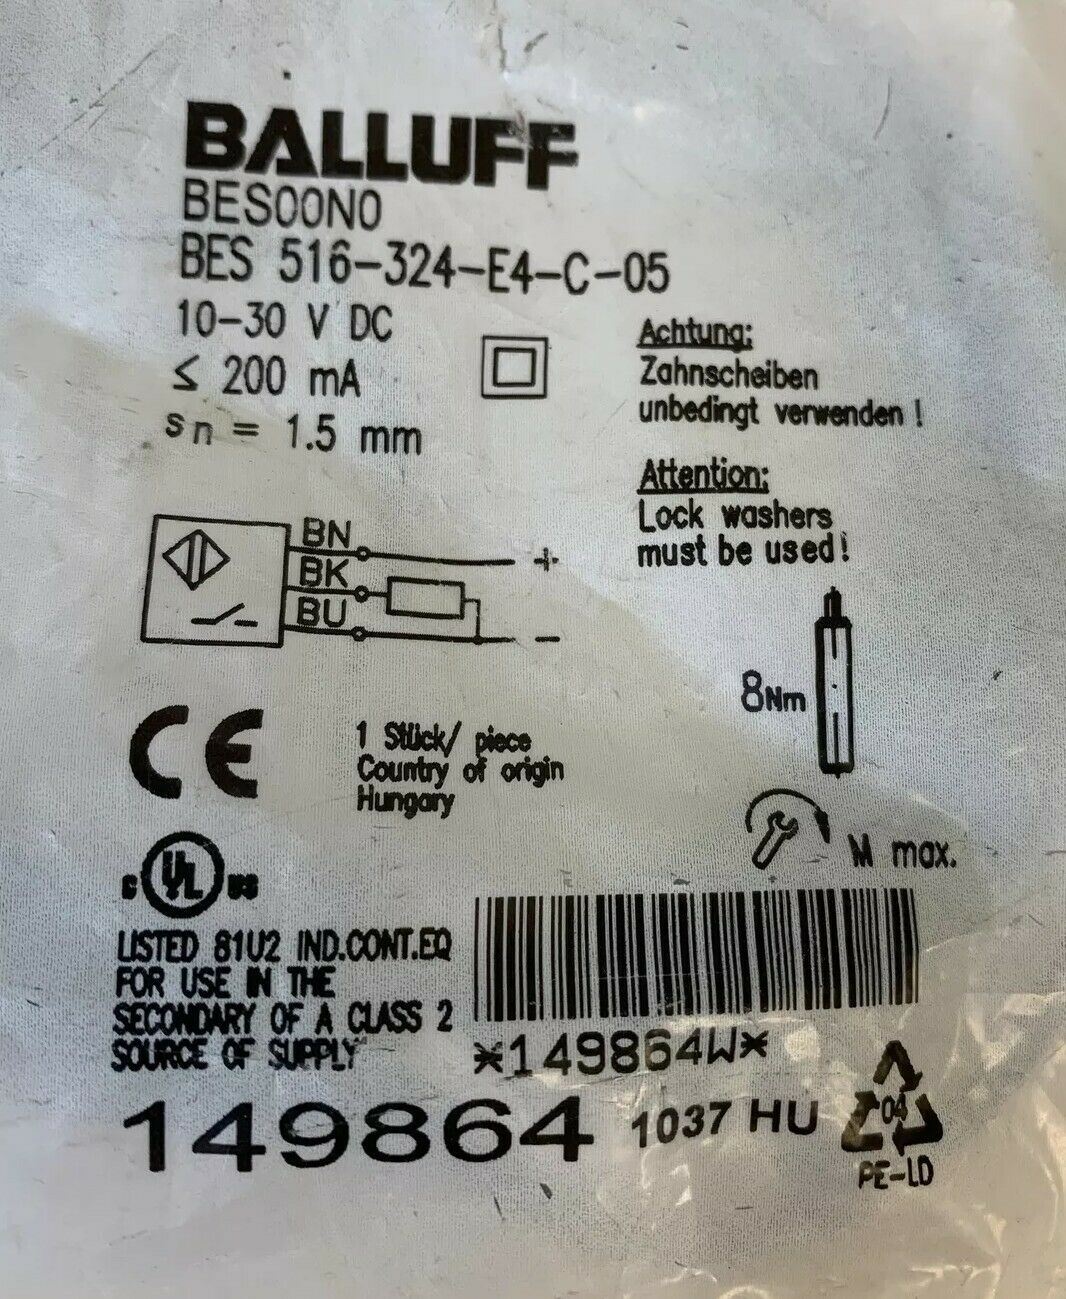 BALLUFF
BES00N0
BES 516-324-E4-C-05
10-30 V DC
≤ 200 mA
sn = 1.5 mm
Achtung:
Zahnscheiben
unbedingt verwenden !
Attention:
Lock washers
must be used!
BN
+
BK
BU
-
8Nm
M max.
CE
1 Stück/ piece
Country of origin
Hungary
c UL us
LISTED 81U2 IND.CONT.EQ
FOR USE IN THE
SECONDARY OF A CLASS 2
SOURCE OF SUPPLY
*149864W*
149864 1037 HU
04
PE-LD